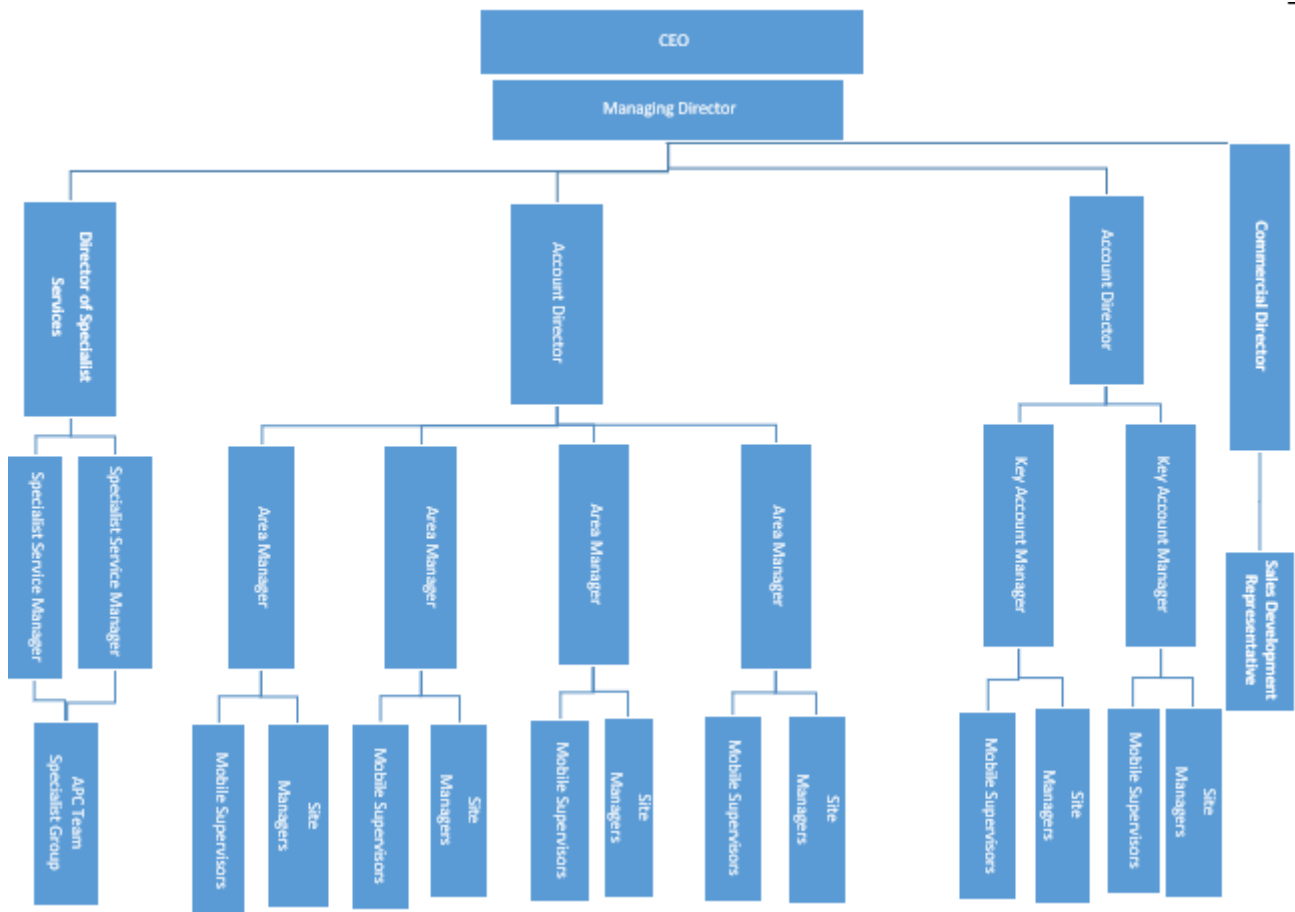 CEO
Managing Director
Director of Specialist
Services
Account Director
Account Director
Commercial Director
Specialist Service Manager
Specialist Service Manager
Area Manager
Area Manager
Area Manager
Area Manager
Key Account Manager
Key Account Manager
Sales Development
Representative
APC Team
Specialist Group
Mobile Supervisors
Site
Managers
Mobile Supervisors
Site
Managers
Mobile Supervisors
Site
Managers
Mobile Supervisors
Site
Managers
Mobile Supervisors
Site
Managers
Mobile Supervisors
Site
Managers